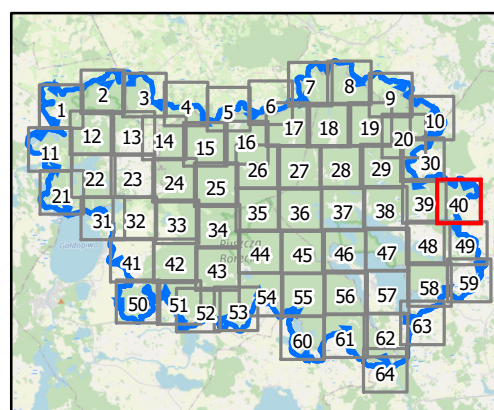 1 2 3 4 5 6 7 8 9 10
11 12 13 14 15 16 17 18 19 20
21 22 23 24 25 26 27 28 29 30
31 32 33 34 35 36 37 38 39 40
41 42 43 44 45 46 47 48 49
50 51 52 53 54 55 56 57 58 59
60 61 62 63
64
Gołdopiwo
Puszcza
Borecka